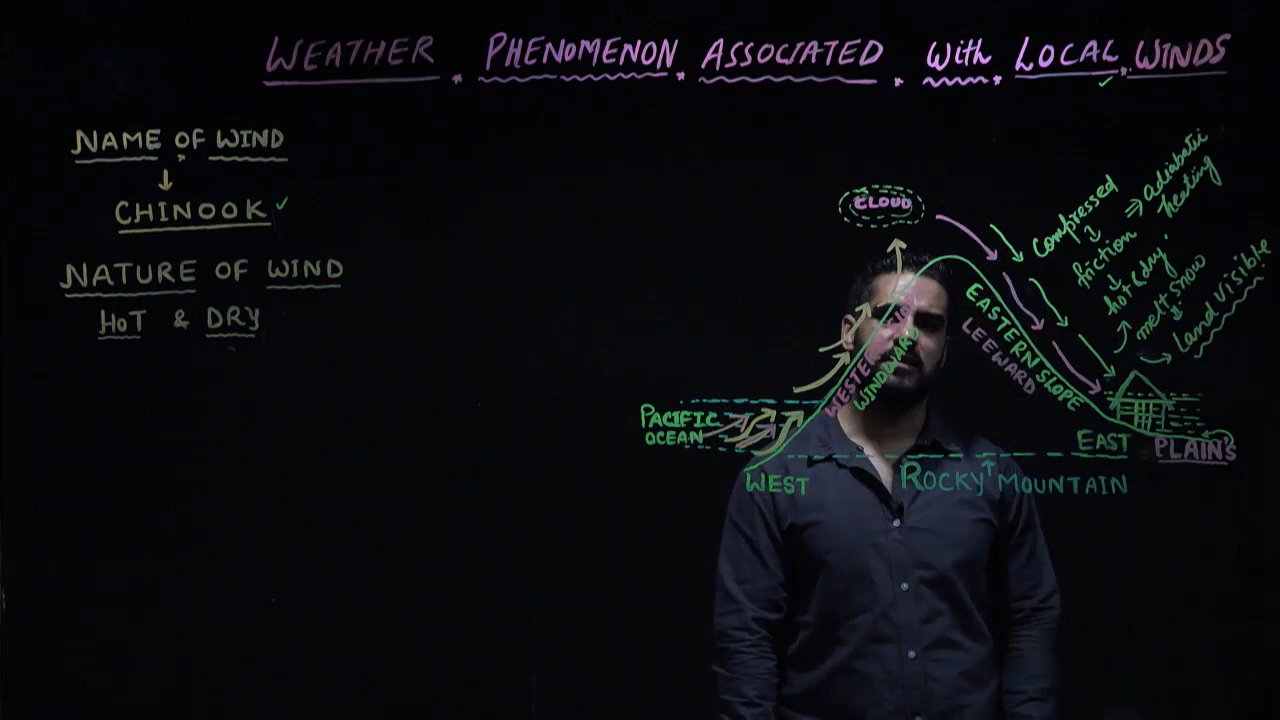 WEATHER PHENOMENON ASSOCIATED With LOCAL WINDS
NAME OF WIND
CHINOOK
NATURE OF WIND
HOT & DRY
CLOUD
PACIFIC
OCEAN
WINDWARD
WEST
EASTERN SLOPE
LEEWARD
EAST
PLAIN'S
ROCKY MOUNTAIN
Compressed
friction ⇒ adiabatic
heating
hot & dry
melt snow
Land visible